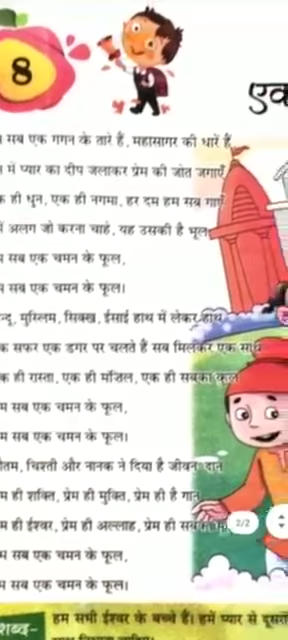 8
एक
सब एक गगन के तारे हैं, महासागर की धारें हैं
में प्यार का दीप जलाकर प्रेम की जोत जगाएँ
ही धुन, एक ही नगमा, हर दम हम सब गाएँ
अलग जो करना चाहे, यह उसकी है भूल
सब एक चमन के फूल,
सब एक चमन के फूल।
मुस्लिम, सिक्ख, ईसाई हाथ में लेकर हाथ
सफर एक डगर पर चलते हैं सब मिलकर एक साथ
ही रास्ता, एक ही मंजिल, एक ही सबका
सब एक चमन के फूल,
सब एक चमन के फूल।
चिश्ती और नानक ने दिया है जीवन दान
ही शक्ति, प्रेम ही मुक्ति, प्रेम ही है गान
ही ईश्वर, प्रेम ही अल्लाह, प्रेम ही सबका
2/2
सब एक चमन के फूल,
सब एक चमन के फूल।
शब्द-
हम सभी ईश्वर के बच्चे हैं। हमें प्यार से